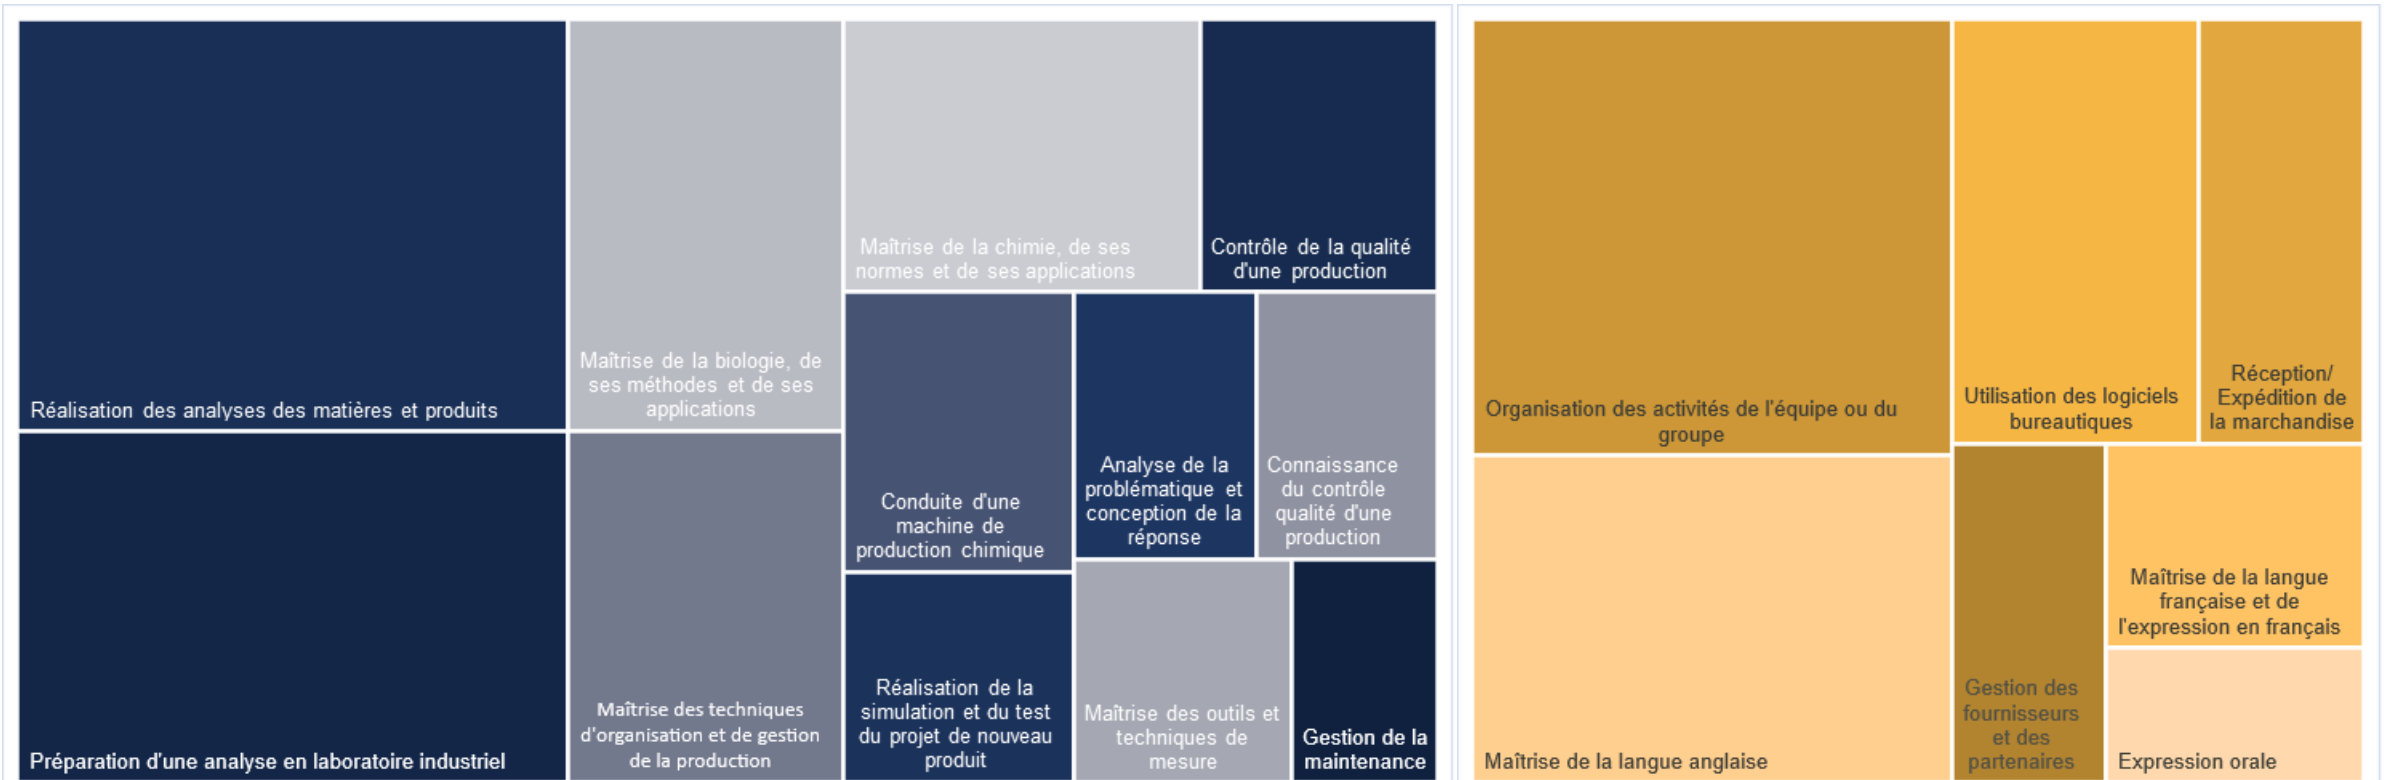 Réalisation des analyses des matières et produits
Préparation d'une analyse en laboratoire industriel
Maîtrise de la biologie, de
ses méthodes et de ses
applications
Maîtrise des techniques
d'organisation et de gestion
de la production
Maîtrise de la chimie, de ses
normes et de ses applications
Contrôle de la qualité
d'une production
Conduite d'une
machine de
production chimique
Analyse de la
problématique et
conception de la
réponse
Connaissance
du contrôle
qualité d'une
production
Réalisation de la
simulation et du test
du projet de nouveau
produit
Maîtrise des outils et
techniques de
mesure
Gestion de la
maintenance
Organisation des activités de l'équipe ou du
groupe
Maîtrise de la langue anglaise
Utilisation des logiciels
bureautiques
Réception/
Expédition de
la marchandise
Gestion des
fournisseurs
et des
partenaires
Maîtrise de la langue
française et de
l'expression en français
Expression orale